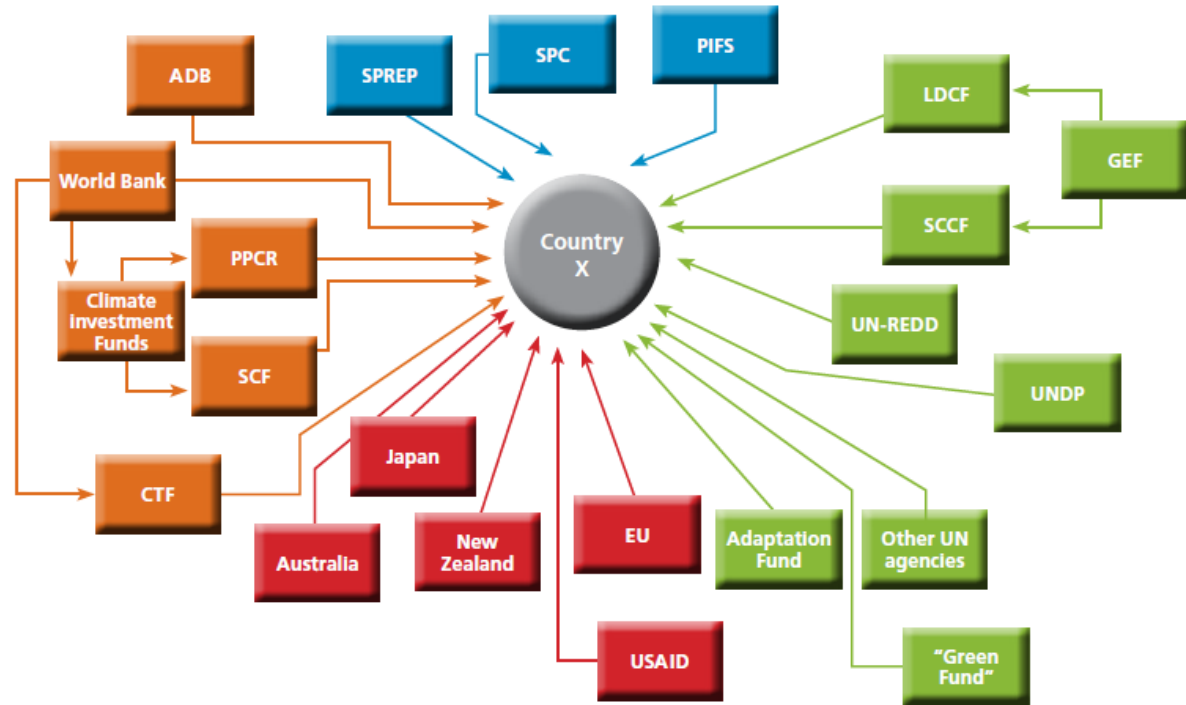 ADB
SPREP
SPC
PIFS
LDCF
GEF
World Bank
PPCR
Country
X
SCCF
Climate
Investment
Funds
SCF
UN-REDD
UNDP
Japan
CTF
Australia
New
Zealand
EU
Adaptation
Fund
Other UN
agencies
USAID
"Green
Fund"